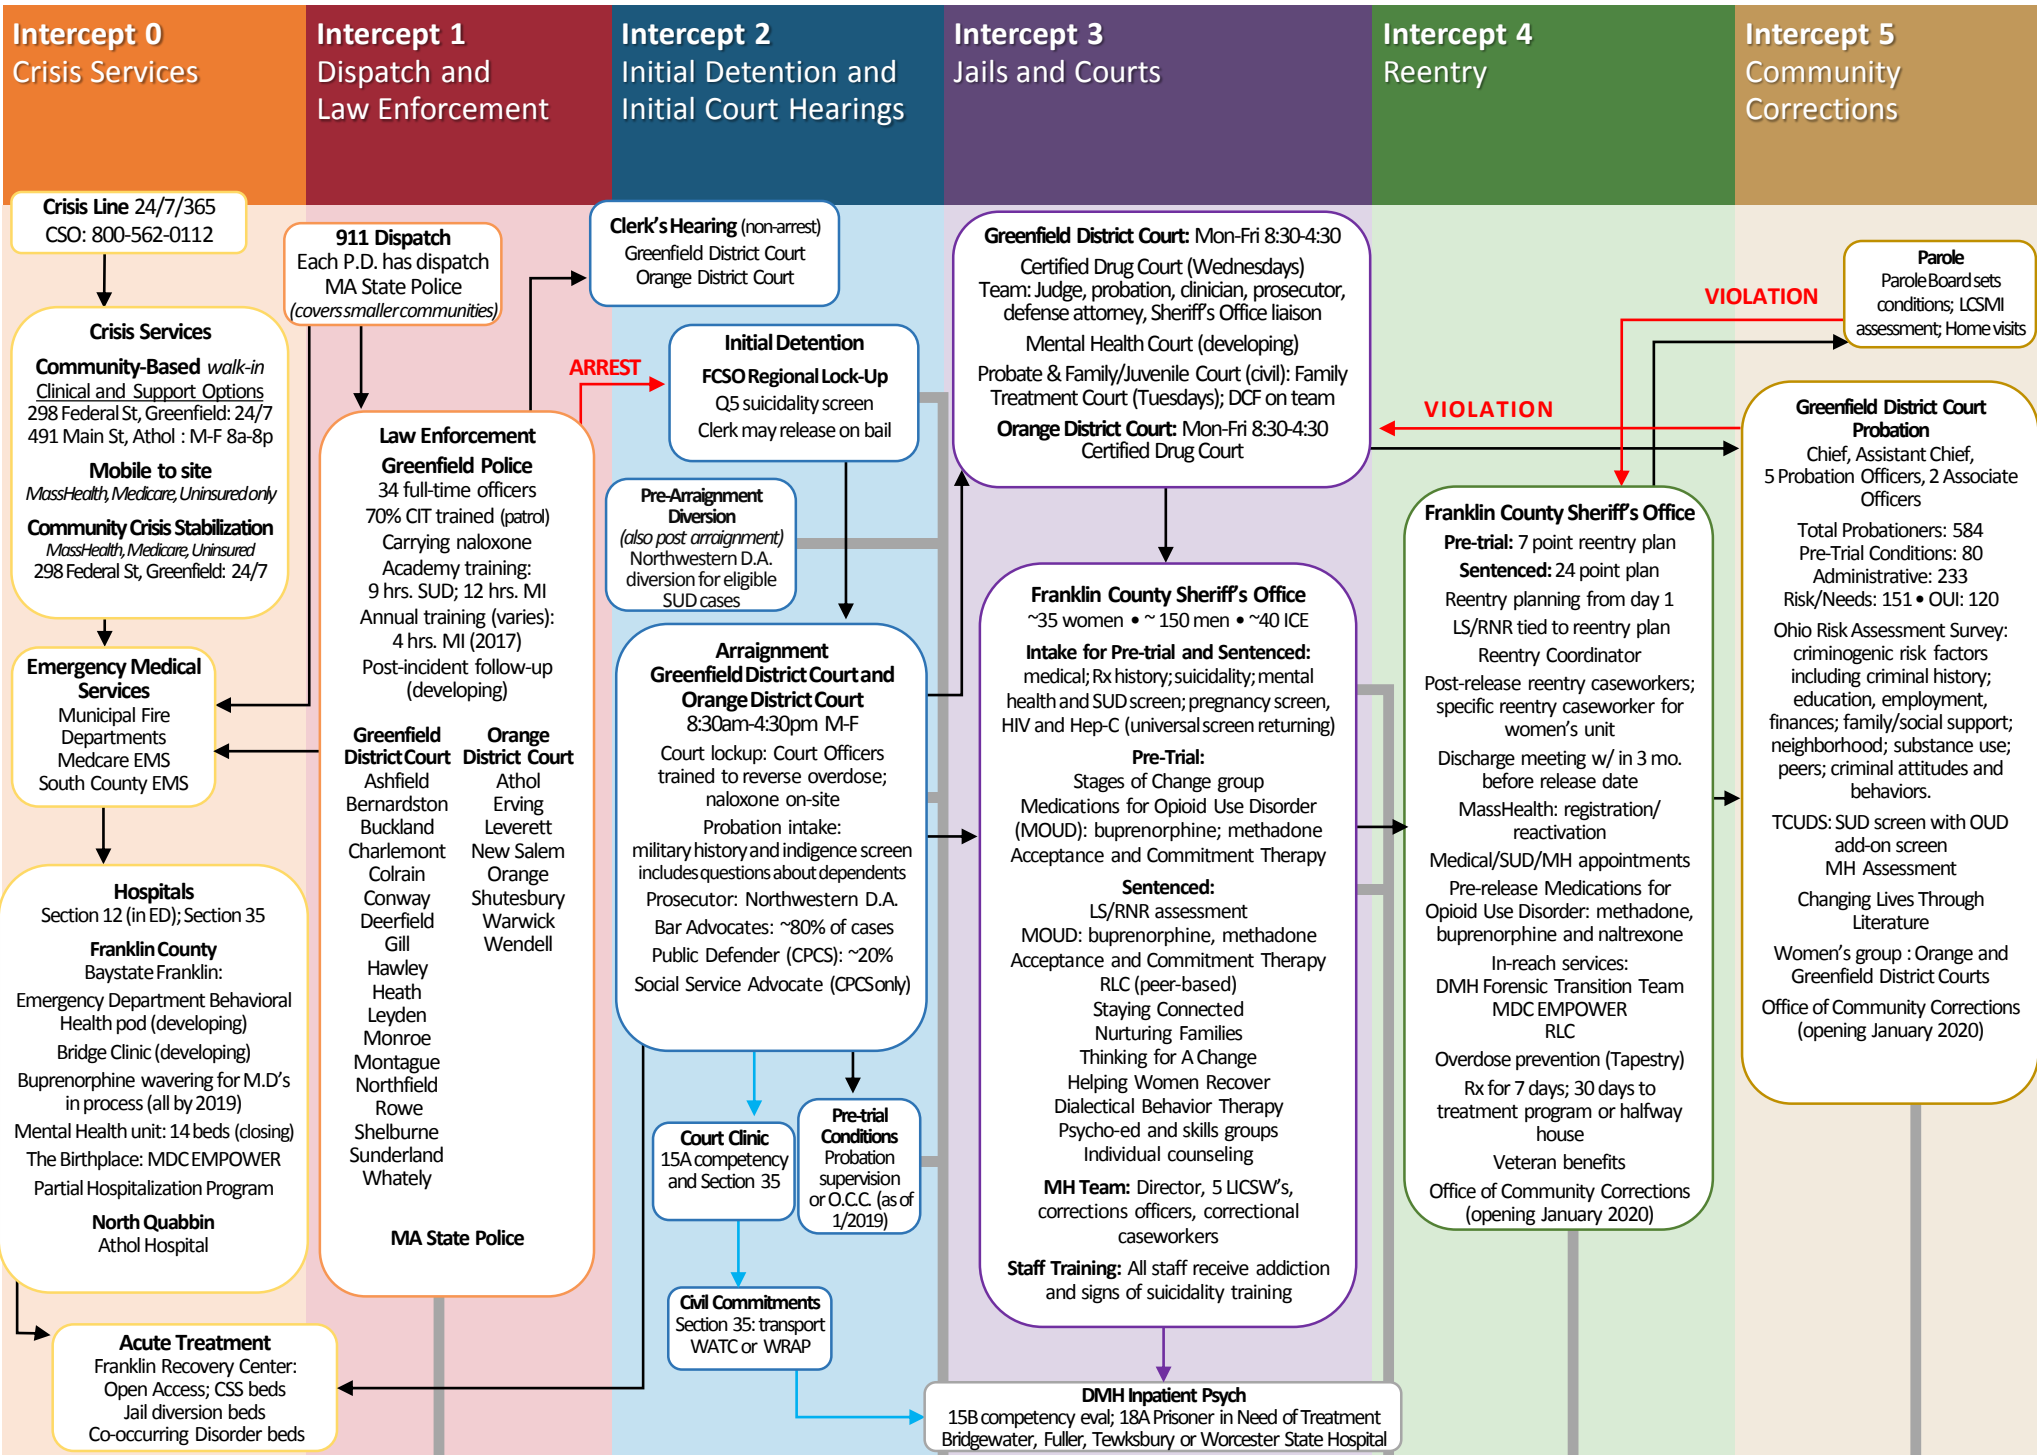 Intercept 0
Crisis Services
Intercept 1
Dispatch and
Law Enforcement
Intercept 2
Initial Detention and
Initial Court Hearings
Intercept 3
Jails and Courts
Intercept 4
Reentry
Intercept 5
Community
Corrections
Crisis Line 24/7/365
CSO: 800-562-0112
Crisis Services
Community-Based walk-in
Clinical and Support Options
298 Federal St, Greenfield: 24/7
491 Main St, Athol : M-F 8a-8p
Mobile to site
MassHealth, Medicare, Uninsured only
Community Crisis Stabilization
MassHealth, Medicare, Uninsured
298 Federal St, Greenfield: 24/7
Emergency Medical
Services
Municipal Fire
Departments
Medcare EMS
South County EMS
Hospitals
Section 12 (in ED); Section 35
Franklin County
Baystate Franklin:
Emergency Department Behavioral
Health pod (developing)
Bridge Clinic (developing)
Buprenorphine wavering for M.D's
in process (all by 2019)
Mental Health unit: 14 beds (closing)
The Birthplace: MDC EMPOWER
Partial Hospitalization Program
North Quabbin
Athol Hospital
Acute Treatment
Franklin Recovery Center:
Open Access; CSS beds
Jail diversion beds
Co-occurring Disorder beds
911 Dispatch
Each P.D. has dispatch
MA State Police
(covers smaller communities)
Law Enforcement
Greenfield Police
34 full-time officers
70% CIT trained (patrol)
Carrying naloxone
Academy training:
9 hrs. SUD; 12 hrs. MI
Annual training (varies):
4 hrs. MI (2017)
Post-incident follow-up
(developing)
Greenfield
District Court
Ashfield
Bernardston
Buckland
Charlemont
Colrain
Conway
Deerfield
Gill
Hawley
Heath
Leyden
Monroe
Montague
Northfield
Rowe
Shelburne
Sunderland
Whately
Orange
District Court
Athol
Erving
Leverett
New Salem
Orange
Shutesbury
Warwick
Wendell
MA State Police
ARREST
Clerk's Hearing (non-arrest)
Greenfield District Court
Orange District Court
Initial Detention
FCSO Regional Lock-Up
Q5 suicidality screen
Clerk may release on bail
Pre-Arraignment
Diversion
(also post arraignment)
Northwestern D.A.
diversion for eligible
SUD cases
Arraignment
Greenfield District Court and
Orange District Court
8:30am-4:30pm M-F
Court lockup: Court Officers
trained to reverse overdose;
naloxone on-site
Probation intake:
military history and indigence screen
includes questions about dependents
Prosecutor: Northwestern D.A.
Bar Advocates: ~80% of cases
Public Defender (CPCS): ~20%
Social Service Advocate (CPCS only)
Court Clinic
15A competency
and Section 35
Pre-trial
Conditions
Probation
supervision
or O.C.C. (as of
1/2019)
Civil Commitments
Section 35: transport
WATC or WRAP
Greenfield District Court: Mon-Fri 8:30-4:30
Certified Drug Court (Wednesdays)
Team: Judge, probation, clinician, prosecutor,
defense attorney, Sheriff's Office liaison
Mental Health Court (developing)
Probate & Family/Juvenile Court (civil): Family
Treatment Court (Tuesdays); DCF on team
Orange District Court: Mon-Fri 8:30-4:30
Certified Drug Court
Franklin County Sheriff's Office
~35 women • ~ 150 men • ~40 ICE
Intake for Pre-trial and Sentenced:
medical; Rx history; suicidality; mental
health and SUD screen; pregnancy screen,
HIV and Hep-C (universal screen returning)
Pre-Trial:
Stages of Change group
Medications for Opioid Use Disorder
(MOUD): buprenorphine; methadone
Acceptance and Commitment Therapy
Sentenced:
LS/RNR assessment
MOUD: buprenorphine, methadone
Acceptance and Commitment Therapy
RLC (peer-based)
Staying Connected
Nurturing Families
Thinking for A Change
Helping Women Recover
Dialectical Behavior Therapy
Psycho-ed and skills groups
Individual counseling
MH Team: Director, 5 LICSW's,
corrections officers, correctional
caseworkers
Staff Training: All staff receive addiction
and signs of suicidality training
DMH Inpatient Psych
15B competency eval; 18A Prisoner in Need of Treatment
Bridgewater, Fuller, Tewksbury or Worcester State Hospital
VIOLATION
VIOLATION
Franklin County Sheriff's Office
Pre-trial: 7 point reentry plan
Sentenced: 24 point plan
Reentry planning from day 1
LS/RNR tied to reentry plan
Reentry Coordinator
Post-release reentry caseworkers;
specific reentry caseworker for
women's unit
Discharge meeting w/ in 3 mo.
before release date
MassHealth: registration/
reactivation
Medical/SUD/MH appointments
Pre-release Medications for
Opioid Use Disorder: methadone,
buprenorphine and naltrexone
In-reach services:
DMH Forensic Transition Team
MDC EMPOWER
RLC
Overdose prevention (Tapestry)
Rx for 7 days; 30 days to
treatment program or halfway
house
Veteran benefits
Office of Community Corrections
(opening January 2020)
Parole
Parole Board sets
conditions; LCSMI
assessment; Home visits
Greenfield District Court
Probation
Chief, Assistant Chief,
5 Probation Officers, 2 Associate
Officers
Total Probationers: 584
Pre-Trial Conditions: 80
Administrative: 233
Risk/Needs: 151 • OUI: 120
Ohio Risk Assessment Survey:
criminogenic risk factors
including criminal history;
education, employment,
finances; family/social support;
neighborhood; substance use;
peers; criminal attitudes and
behaviors.
TCUDS: SUD screen with OUD
add-on screen
MH Assessment
Changing Lives Through
Literature
Women's group : Orange and
Greenfield District Courts
Office of Community Corrections
(opening January 2020)